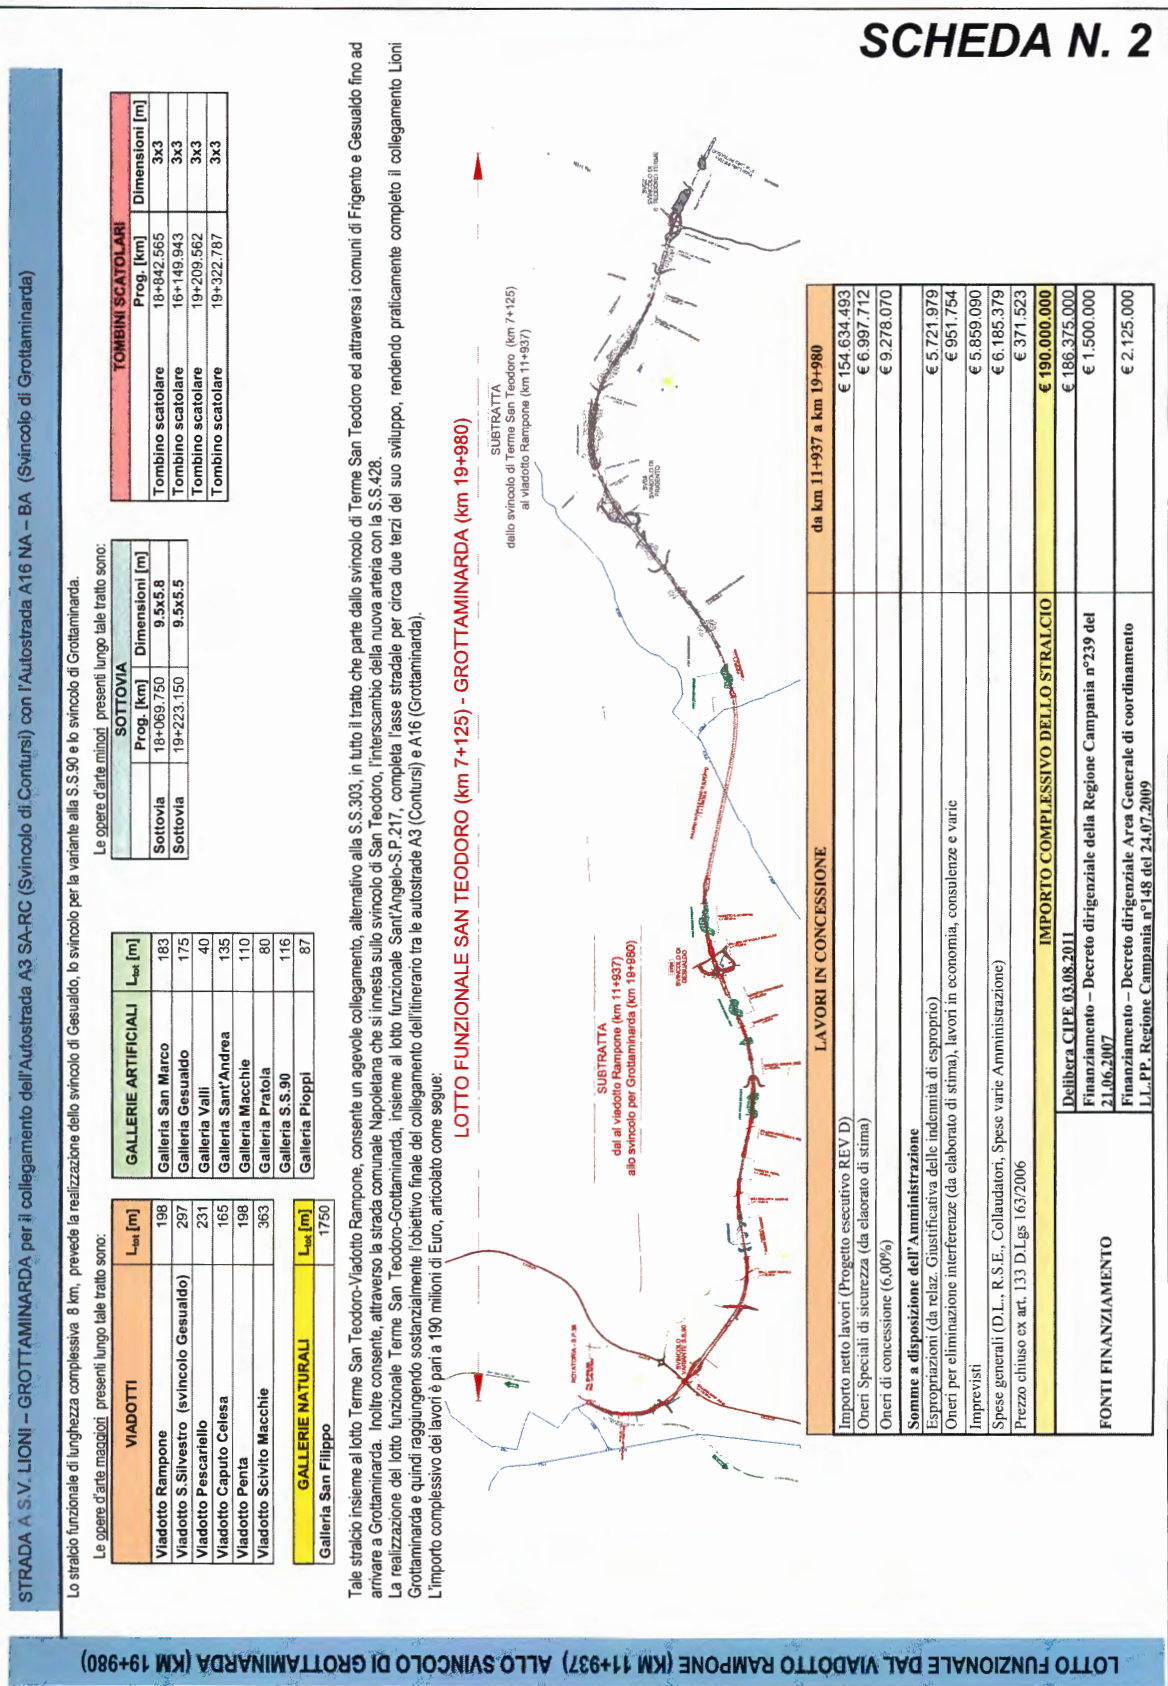 SCHEDA N. 2
STRADA A S.V. LIONI – GROTTAMINARDA per il collegamento dell'Autostrada A3 SA-RC (Svincolo di Contursi) con l'Autostrada A16 NA – BA (Svincolo di Grottaminarda)
LOTTO FUNZIONALE DAL VIADOTTO RAMPONE (KM 11+937) ALLO SVINCOLO DI GROTTAMINARDA (KM 19+980)
Lo stralcio funzionale di lunghezza complessiva 8 km, prevede la realizzazione dello svincolo di Gesualdo, lo svincolo per la variante alla S.S.90 e lo svincolo di Grottaminarda.
Le opere d'arte maggiori presenti lungo tale tratto sono:
VIADOTTI Ltot [m]
Viadotto Rampone 198
Viadotto S.Silvestro (svincolo Gesualdo) 297
Viadotto Pescariello 231
Viadotto Caputo Celesa 165
Viadotto Penta 198
Viadotto Scivito Macchie 363
GALLERIE NATURALI Ltot [m]
Galleria San Filippo 1750
GALLERIE ARTIFICIALI Ltot [m]
Galleria San Marco 183
Galleria Gesualdo 175
Galleria Valli 40
Galleria Sant'Andrea 135
Galleria Macchie 110
Galleria Pratola 80
Galleria S.S.90 116
Galleria Pioppi 87
Le opere d'arte minori presenti lungo tale tratto sono:
SOTTOVIA
Prog. [km] Dimensioni [m]
Sottovia 18+069.750 9.5x5.8
Sottovia 19+223.150 9.5x5.5
TOMBINI SCATOLARI
Prog. [km] Dimensioni [m]
Tombino scatolare 18+842.565 3x3
Tombino scatolare 16+149.943 3x3
Tombino scatolare 19+209.562 3x3
Tombino scatolare 19+322.787 3x3
Tale stralcio insieme al lotto Terme San Teodoro-Viadotto Rampone, consente un agevole collegamento, alternativo alla S.S.303, in tutto il tratto che parte dallo svincolo di Terme San Teodoro ed attraversa i comuni di Frigento e Gesualdo fino ad
arrivare a Grottaminarda. Inoltre consente, attraverso la strada comunale Napoletana che si innesta sullo svincolo di San Teodoro, l'interscambio della nuova arteria con la S.S.428.
La realizzazione del lotto funzionale Terme San Teodoro-Grottaminarda, insieme al lotto funzionale Sant'Angelo-S.P.217, completa l'asse stradale per circa due terzi del suo sviluppo, rendendo praticamente completo il collegamento Lioni
Grottaminarda e quindi raggiungendo sostanzialmente l'obiettivo finale del collegamento dell'itinerario tra le autostrade A3 (Contursi) e A16 (Grottaminarda).
L'importo complessivo dei lavori è pari a 190 milioni di Euro, articolato come segue:
LOTTO FUNZIONALE SAN TEODORO (km 7+125) - GROTTAMINARDA (km 19+980)
SUBTRATTA
dallo svincolo di Terme San Teodoro (km 7+125)
al viadotto Rampone (km 11+937)
SUBTRATTA
dal al viadotto Rampone (km 11+937)
allo svincolo per Grottaminarda (km 19+980)
SVINCOLO DI
FRIGENTO
SVINCOLO DI
GESUALDO
SVINCOLO
VARIANTE S.S.90
LAVORI IN CONCESSIONE da km 11+937 a km 19+980
Importo netto lavori (Progetto esecutivo REV D) € 154.634.493
Oneri Speciali di sicurezza (da elaorato di stima) € 6.997.712
Oneri di concessione (6,00%) € 9.278.070
Somme a disposizione dell'Amministrazione
Espropriazioni (da relaz. Giustificativa delle indennità di esproprio) € 5.721.979
Oneri per eliminazione interferenze (da elaborato di stima), lavori in economia, consulenze e varie € 951.754
Imprevisti € 5.859.090
Spese generali (D.L., R.S.E., Collaudatori, Spese varie Amministrazione) € 6.185.379
Prezzo chiuso ex art. 133 D.Lgs 163/2006 € 371.523
IMPORTO COMPLESSIVO DELLO STRALCIO € 190.000.000
FONTI FINANZIAMENTO
Delibera CIPE 03.08.2011 € 186.375.000
Finanziamento – Decreto dirigenziale della Regione Campania n°239 del
21.06.2007 € 1.500.000
Finanziamento – Decreto dirigenziale Area Generale di coordinamento
LL.PP. Regione Campania n°148 del 24.07.2009 € 2.125.000